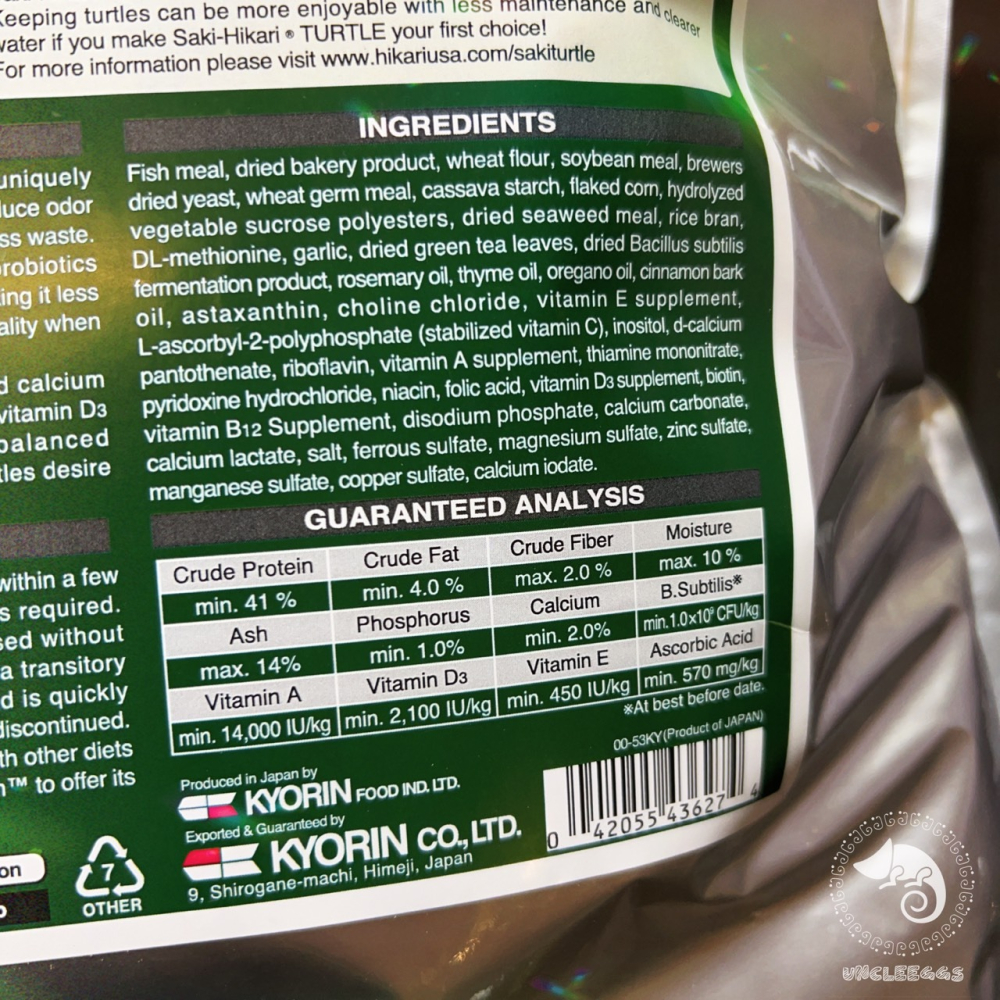 Keeping turtles can be more enjoyable with less maintenance and clearer
water if you make Saki-Hikari® TURTLE your first choice!
For more information please visit www.hikariusa.com/sakiturtle
uniquely
duce odor
ss waste.
probiotics
ing it less
ality when
d calcium
vitamin D3
balanced
tles desire
within a few
s required.
sed without
a transitory
d is quickly
discontinued.
th other diets
n™ to offer its
on
INGREDIENTS
Fish meal, dried bakery product, wheat flour, soybean meal, brewers
dried yeast, wheat germ meal, cassava starch, flaked corn, hydrolyzed
vegetable sucrose polyesters, dried seaweed meal, rice bran,
DL-methionine, garlic, dried green tea leaves, dried Bacillus subtilis
fermentation product, rosemary oil, thyme oil, oregano oil, cinnamon bark
oil, astaxanthin, choline chloride, vitamin E supplement,
L-ascorbyl-2-polyphosphate (stabilized vitamin C), inositol, d-calcium
pantothenate, riboflavin, vitamin A supplement, thiamine mononitrate,
pyridoxine hydrochloride, niacin, folic acid, vitamin D3 supplement, biotin,
vitamin B12 Supplement, disodium phosphate, calcium carbonate,
calcium lactate, salt, ferrous sulfate, magnesium sulfate, zinc sulfate,
manganese sulfate, copper sulfate, calcium iodate.
GUARANTEED ANALYSIS
Crude Protein Crude Fat Crude Fiber Moisture
min. 41 % min. 4.0 % max. 2.0 % max. 10 %
Ash Phosphorus Calcium B.Subtilis※
max. 14% min. 1.0% min. 2.0% min.1.0x10⁹ CFU/kg
Vitamin A Vitamin D3 Vitamin E Ascorbic Acid
min. 14,000 IU/kg min. 2,100 IU/kg min. 450 IU/kg min. 570 mg/kg
※At best before date.
00-53KY(Product of JAPAN)
Produced in Japan by
KYORIN FOOD IND. LTD.
Exported & Guaranteed by
KYORIN CO., LTD.
9, Shirogane-machi, Himeji, Japan
0 42055 43627 4
7
OTHER
UNCLEEGGS